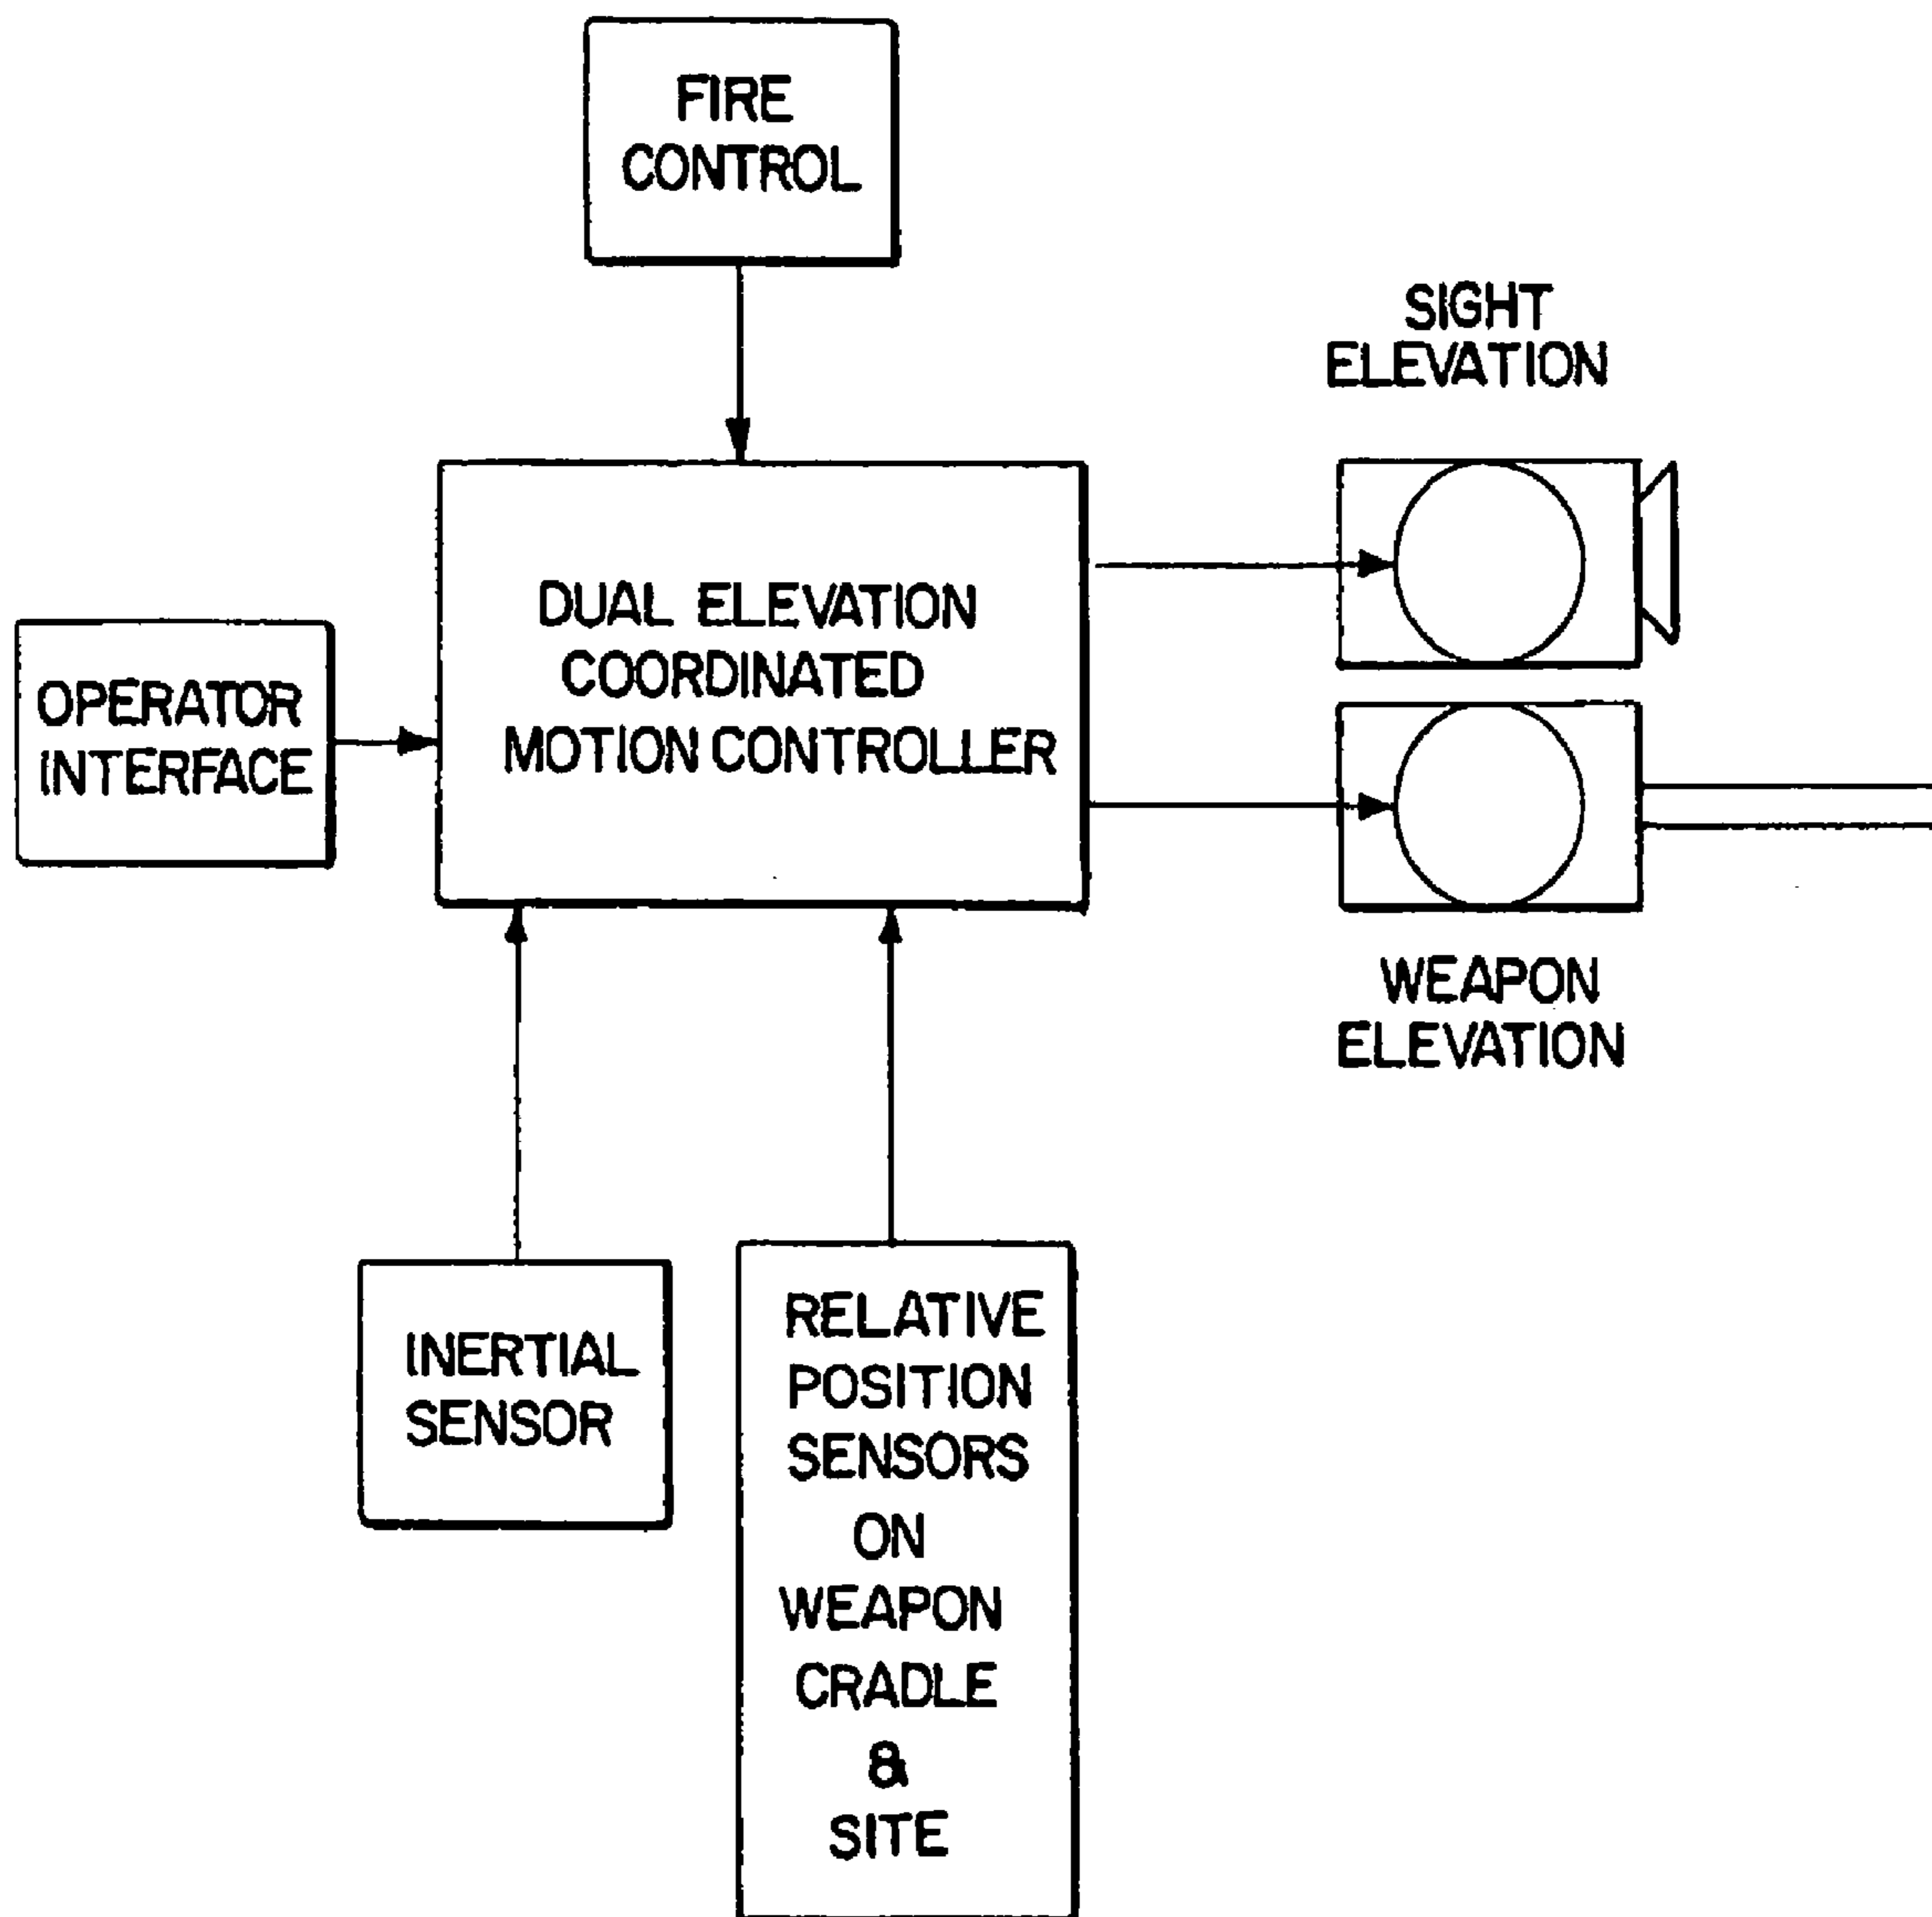 FIRE
CONTROL
SIGHT
ELEVATION
DUAL ELEVATION
COORDINATED
MOTION CONTROLLER
OPERATOR
INTERFACE
WEAPON
ELEVATION
INERTIAL
SENSOR
RELATIVE
POSITION
SENSORS
ON
WEAPON
CRADLE
&
SITE